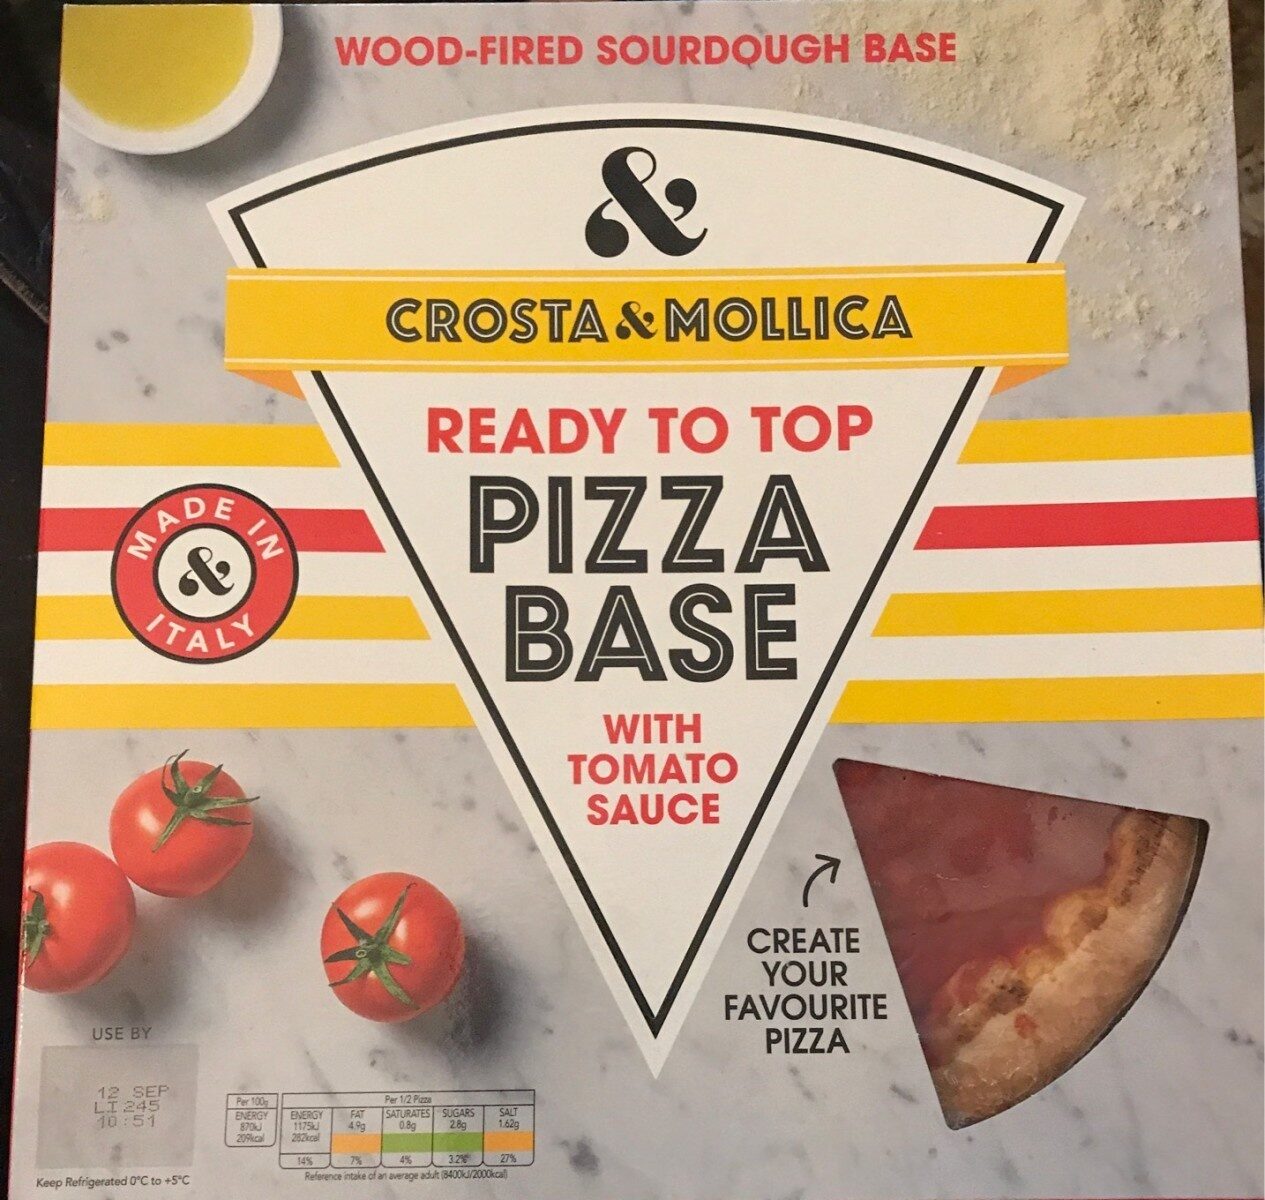 WOOD-FIRED SOURDOUGH BASE
&
CROSTA & MOLLICA
READY TO TOP
PIZZA
BASE
WITH
TOMATO
SAUCE
MADE IN
&
ITALY
CREATE
YOUR
FAVOURITE
PIZZA
USE BY
12 SEP
LI 245
10:51
Keep Refrigerated 0°C to +5°C
Per 100g
ENERGY
870kJ
209kcal
Per 1/2 Pizza
ENERGY FAT SATURATES SUGARS SALT
1175kJ 4.9g 0.8g 2.8g 1.62g
282kcal
14% 7% 4% 3.2% 27%
Reference intake of an average adult (8400kJ/2000kcal)